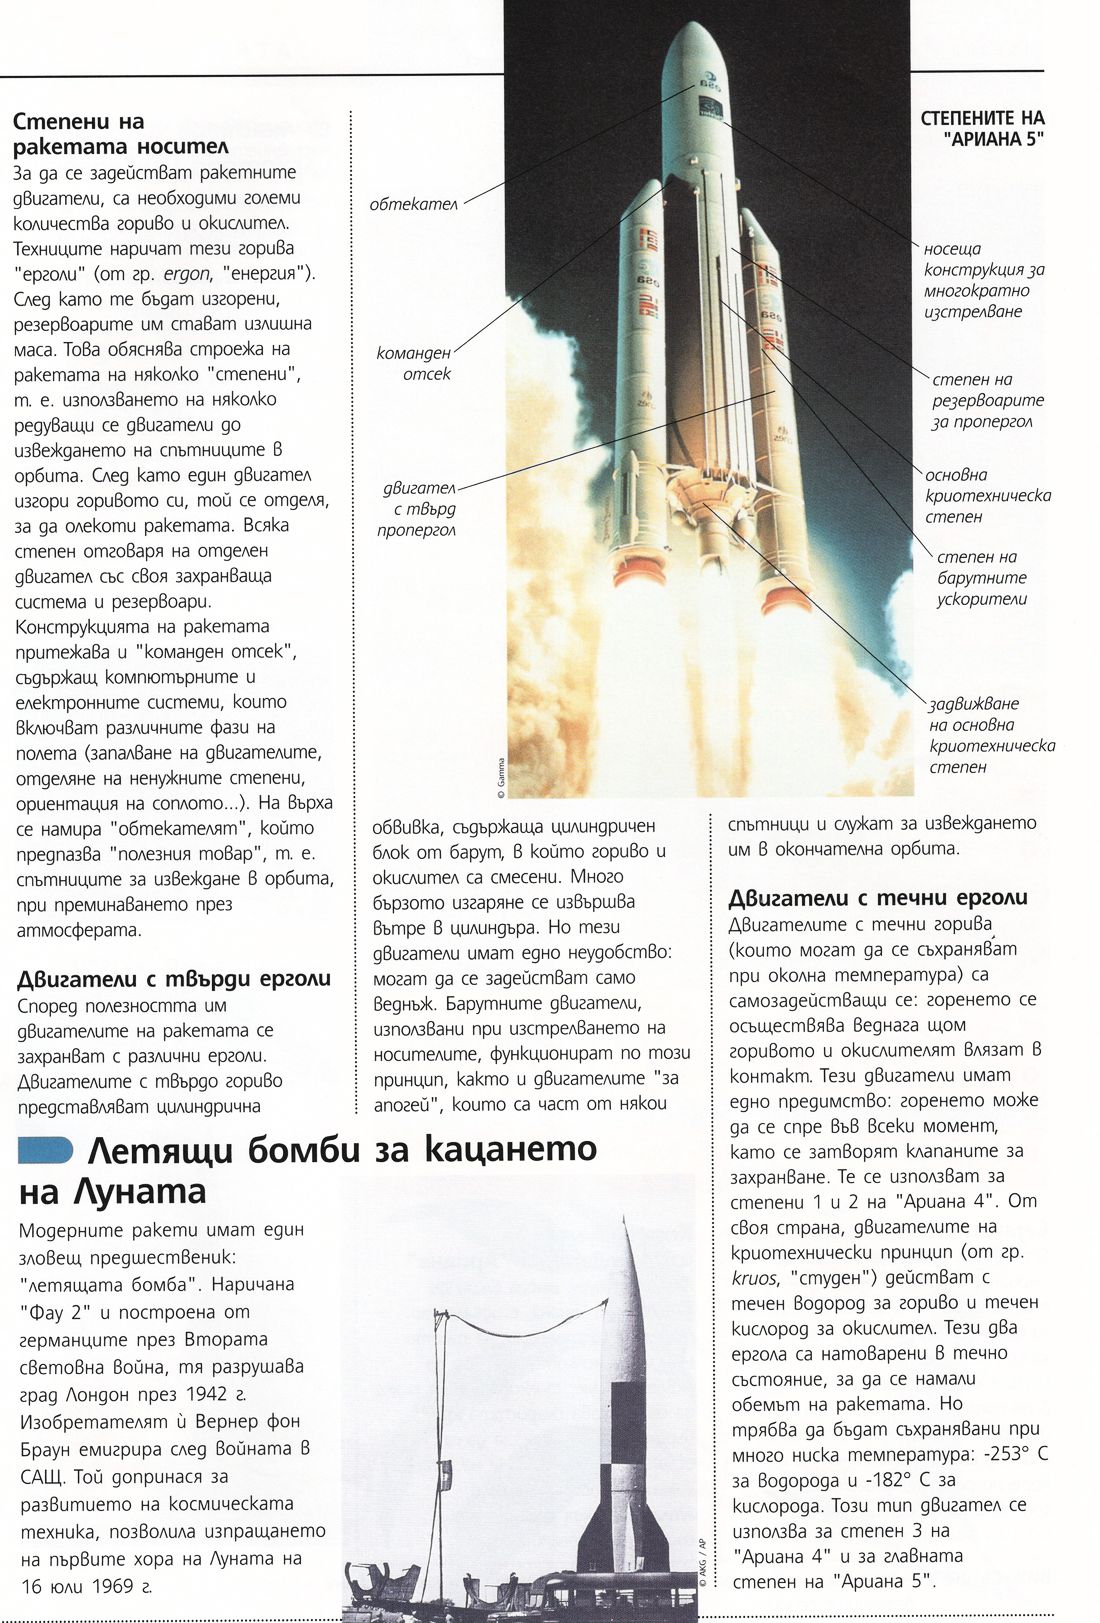 Степени на
ракетата носител
За да се задействат ракетните
двигатели, са необходими големи
количества гориво и окислител.
Техниците наричат тези горива
"ерголи" (от гр. ergon, "енергия").
След като те бъдат изгорени,
резервоарите им стават излишна
маса. Това обяснява строежа на
ракетата на няколко "степени",
т. е. използването на няколко
редуващи се двигатели до
извеждането на спътниците в
орбита. След като един двигател
изгори горивото си, той се отделя,
за да олекоти ракетата. Всяка
степен отговаря на отделен
двигател със своя захранваща
система и резервоари.
Конструкцията на ракетата
притежава и "команден отсек",
съдържащ компютърните и
електронните системи, които
включват различните фази на
полета (запалване на двигателите,
отделяне на ненужните степени,
ориентация на соплото...). На върха
се намира "обтекателят", който
предпазва "полезния товар", т. е.
спътниците за извеждане в орбита,
при преминаването през
атмосферата.
Двигатели с твърди ерголи
Според полезността им
двигателите на ракетата се
захранват с различни ерголи.
Двигателите с твърдо гориво
представляват цилиндрична
СТЕПЕНИТЕ НА
"АРИАНА 5"
обтекател
команден
отсек
двигател
с твърд
пропергол
носеща
конструкция за
многократно
изстрелване
степен на
резервоарите
за пропергол
основна
криотехническа
степен
степен на
барутните
ускорители
задвижване
на основна
криотехническа
степен
© Gamma
обвивка, съдържаща цилиндричен
блок от барут, в който гориво и
окислител са смесени. Много
бързото изгаряне се извършва
вътре в цилиндъра. Но тези
двигатели имат едно неудобство:
могат да се задействат само
веднъж. Барутните двигатели,
използвани при изстрелването на
носителите, функционират по този
принцип, както и двигателите "за
апогей", които са част от някои
спътници и служат за извеждането
им в окончателна орбита.
Двигатели с течни ерголи
Двигателите с течни горива
(които могат да се съхраняват
при околна температура) са
самозадействащи се: горенето се
осъществява веднага щом
горивото и окислителят влязат в
контакт. Тези двигатели имат
едно предимство: горенето може
да се спре във всеки момент,
като се затворят клапаните за
захранване. Те се използват за
степени 1 и 2 на "Ариана 4". От
своя страна, двигателите на
криотехнически принцип (от гр.
kruos, "студен") действат с
течен водород за гориво и течен
кислород за окислител. Тези два
ергола са натоварени в течно
състояние, за да се намали
обемът на ракетата. Но
трябва да бъдат съхранявани при
много ниска температура: -253° С
за водорода и -182° С за
кислорода. Този тип двигател се
използва за степен 3 на
"Ариана 4" и за главната
степен на "Ариана 5".
Летящи бомби за кацането
на Луната
Модерните ракети имат един
зловещ предшественик:
"летящата бомба". Наричана
"Фау 2" и построена от
германците през Втората
световна война, тя разрушава
град Лондон през 1942 г.
Изобретателят ѝ Вернер фон
Браун емигрира след войната в
САЩ. Той допринася за
развитието на космическата
техника, позволила изпращането
на първите хора на Луната на
16 юли 1969 г.
© AKG / AP
esa
esa
esa